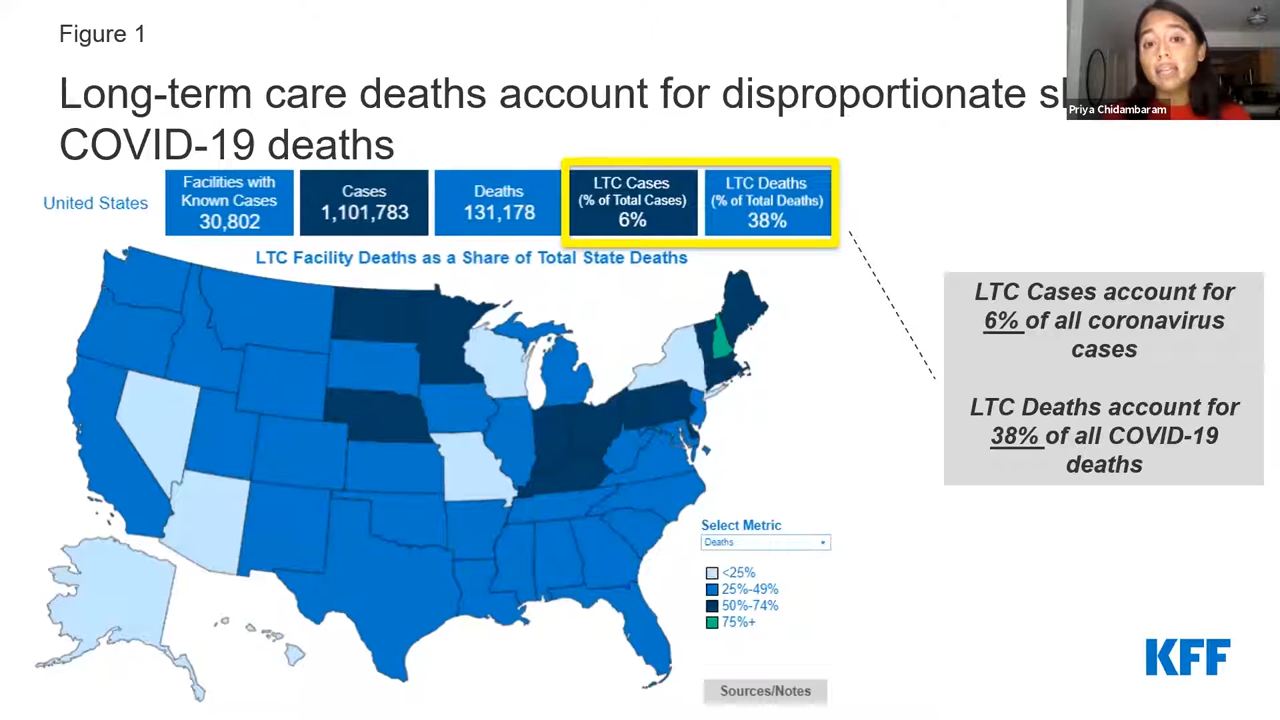 Figure 1
Long-term care deaths account for disproportionate
COVID-19 deaths
Priya Chidambaram
United States
Facilities with
Known Cases
30,802
Cases
1,101,783
Deaths
131,178
LTC Cases
(% of Total Cases)
6%
LTC Deaths
(% of Total Deaths)
38%
LTC Facility Deaths as a Share of Total State Deaths
LTC Cases account for
6% of all coronavirus
cases
LTC Deaths account for
38% of all COVID-19
deaths
Select Metric
Deaths
<25%
25%-49%
50%-74%
75%+
Sources/Notes
KFF